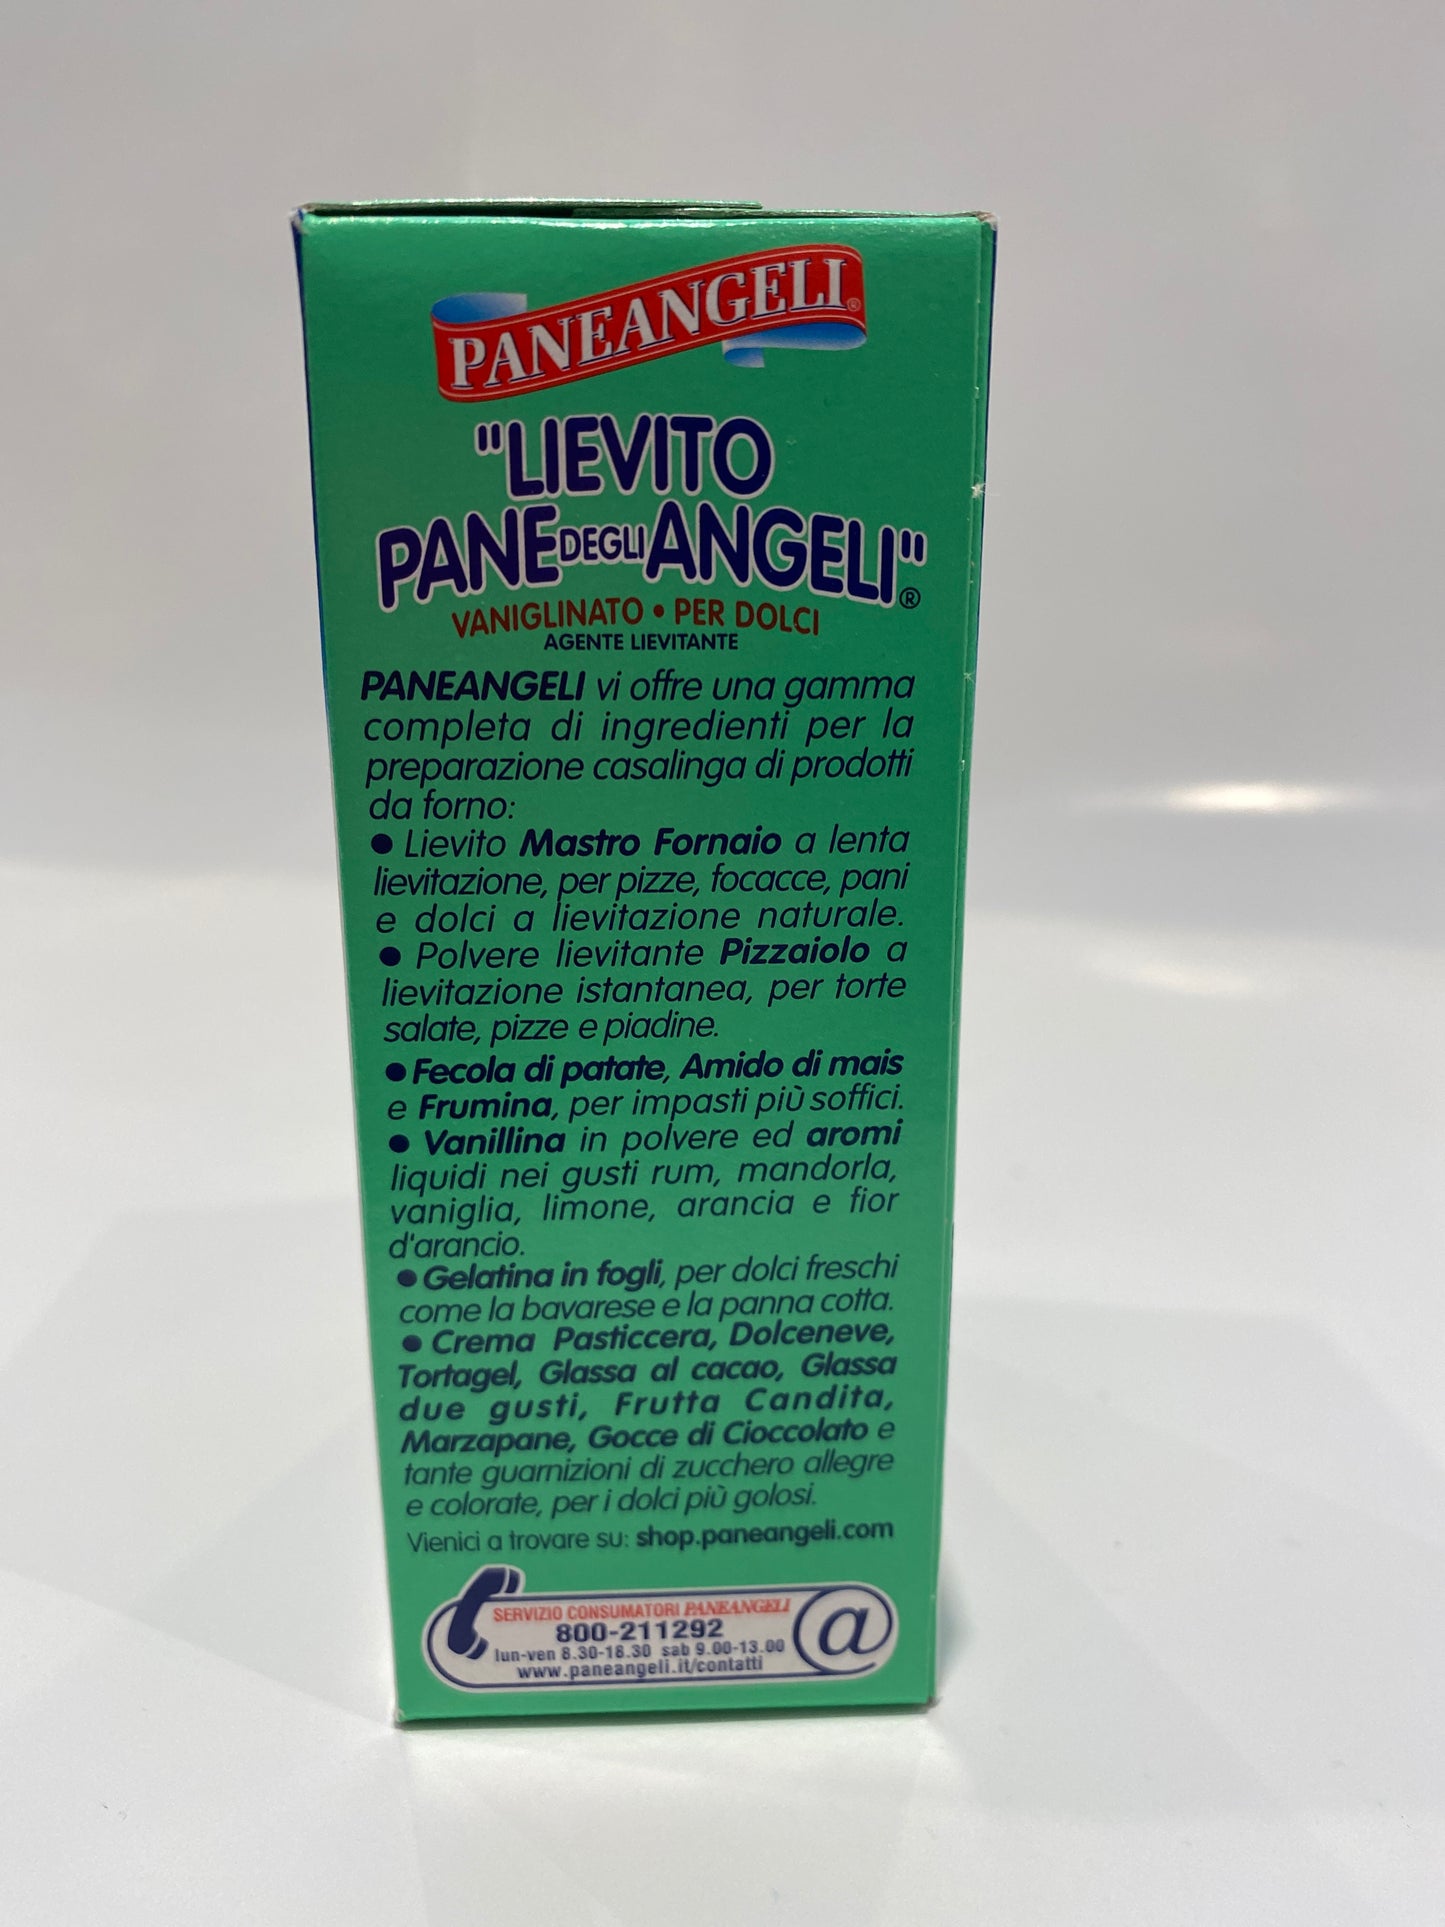 PANEANGELI®
"LIEVITO
PANE DEGLI ANGELI"®
VANIGLINATO • PER DOLCI
AGENTE LIEVITANTE
PANEANGELI vi offre una gamma
completa di ingredienti per la
preparazione casalinga di prodotti
da forno:
● Lievito Mastro Fornaio a lenta
lievitazione, per pizze, focacce, pani
e dolci a lievitazione naturale.
● Polvere lievitante Pizzaiolo a
lievitazione istantanea, per torte
salate, pizze e piadine.
● Fecola di patate, Amido di mais
e Frumina, per impasti più soffici.
● Vanillina in polvere ed aromi
liquidi nei gusti rum, mandorla,
vaniglia, limone, arancia e fior
d'arancio.
● Gelatina in fogli, per dolci freschi
come la bavarese e la panna cotta.
● Crema Pasticcera, Dolceneve,
Tortagel, Glassa al cacao, Glassa
due gusti, Frutta Candita,
Marzapane, Gocce di Cioccolato e
tante guarnizioni di zucchero allegre
e colorate, per i dolci più golosi.
Vienici a trovare su: shop.paneangeli.com
SERVIZIO CONSUMATORI PANEANGELI
800-211292
lun-ven 8.30-18.30 sab 9.00-13.00
www.paneangeli.it/contatti
@